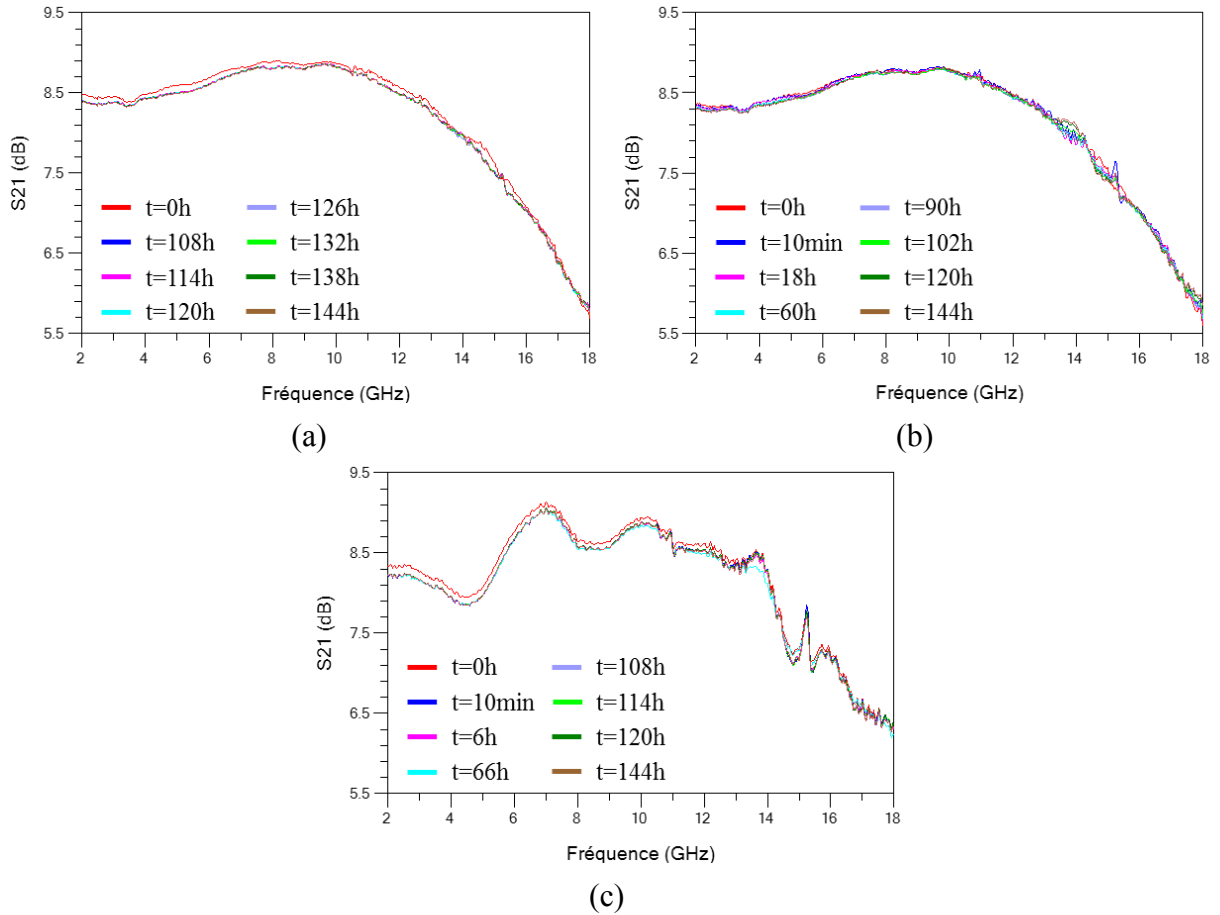 9.5
8.5
7.5
6.5
5.5
S21 (dB)
t=0h
t=126h
t=108h
t=132h
t=114h
t=138h
t=120h
t=144h
2 4 6 8 10 12 14 16 18
Fréquence (GHz)
(a)
9.5
8.5
7.5
6.5
5.5
S21 (dB)
t=0h
t=90h
t=10min
t=102h
t=18h
t=120h
t=60h
t=144h
2 4 6 8 10 12 14 16 18
Fréquence (GHz)
(b)
9.5
8.5
7.5
6.5
5.5
S21 (dB)
t=0h
t=108h
t=10min
t=114h
t=6h
t=120h
t=66h
t=144h
2 4 6 8 10 12 14 16 18
Fréquence (GHz)
(c)